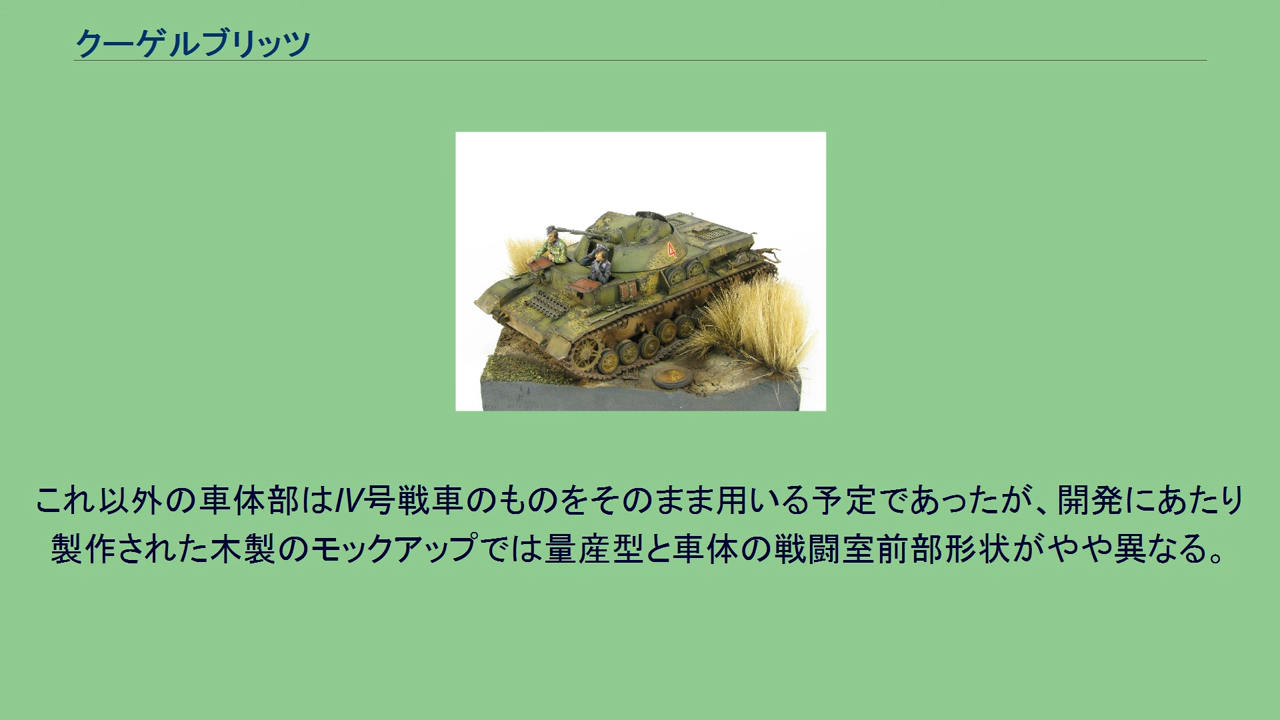 クーゲルブリッツ
4
これ以外の車体部はIV号戦車のものをそのまま用いる予定であったが、開発にあたり
製作された木製のモックアップでは量産型と車体の戦闘室前部形状がやや異なる。